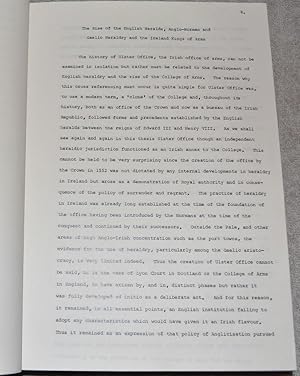 8.
The Rise of the English Heralds, Anglo-Norman and
Gaelic Heraldry and the Ireland Kings of Arms
The history of Ulster Office, the Irish office of arms, can not be
examined in isolation but rather must be related to the development of
English heraldry and the rise of the College of Arms. The reason why
this cross referencing must occur is quite simple for Ulster Office was,
to use a modern term, a "clone" of the College and, throughout its
history, both as an office of the Crown and now as a bureau of the Irish
Republic, follows forms and precedents established by the English
heralds between the reigns of Edward III and Henry VIII. As we shall
see again and again in this thesis Ulster Office though an independent
heraldic jurisdiction functioned as an Irish annexe to the College. This
cannot be held to be very surprising since the creation of the office by
the Crown in 1552 was not dictated by any internal developments in heraldry
in Ireland but arose as a demonstration of Royal authority and in conse-
quence of the policy of surrender and regrant. The practice of heraldry
in Ireland was already long established at the time of the foundation of
the office having been introduced by the Normans at the time of the
conquest and continued by their successors. Outside the Pale, and other
areas of high Anglo-Irish concentration such as the port towns, the
evidence for the use of heraldry, particularly among the Gaelic aristo-
cracy, is very limited indeed. Thus the creation of Ulster Office cannot
be said, as is the case of Lyon Court in Scotland or the College of Arms
in England, to have arisen by, and in, distinct phases but rather it
was fully developed ab initio as a deliberate act. And for this reason,
it remained, in all essential points, an English institution failing to
adopt any characteristics which would have given it an Irish flavour.
Thus it remained as an expression of that policy of Anglicisation pursued